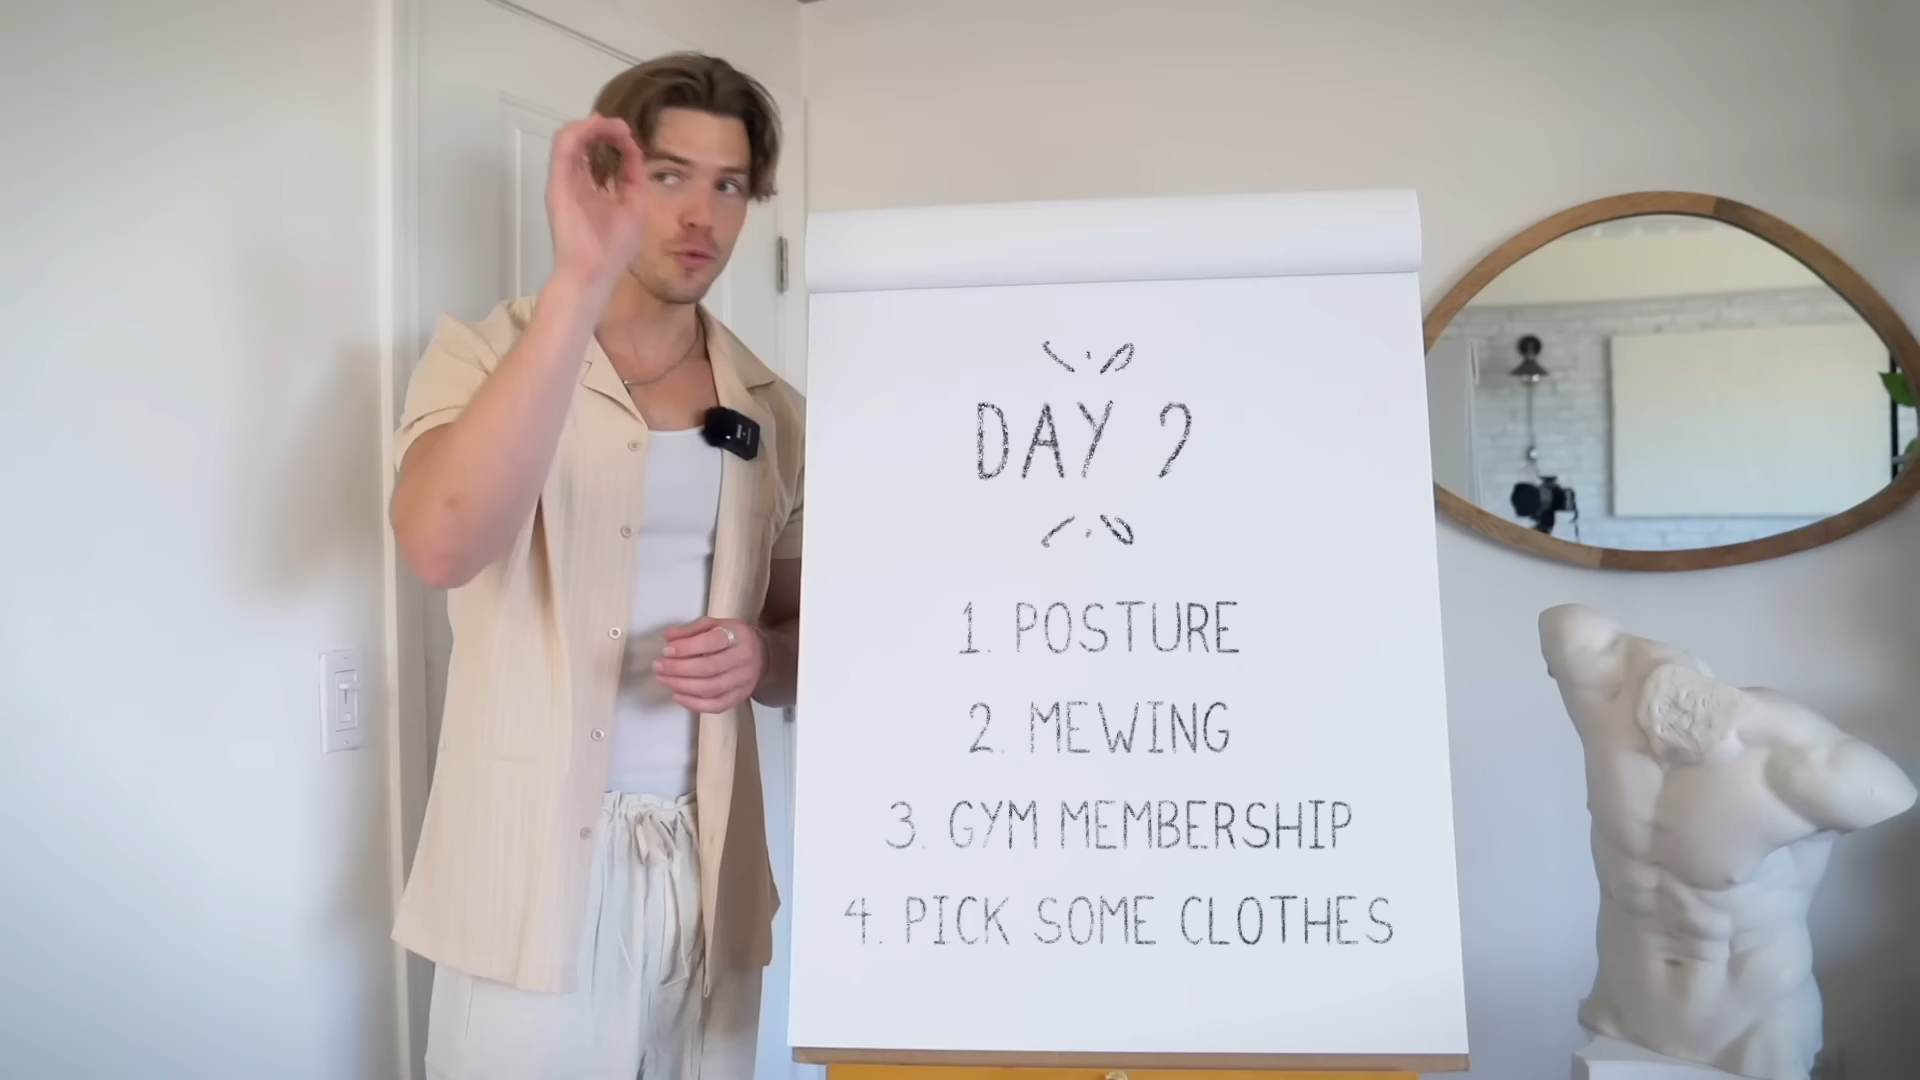 DAY 2
1. POSTURE
2. MEWING
3. GYM MEMBERSHIP
4. PICK SOME CLOTHES